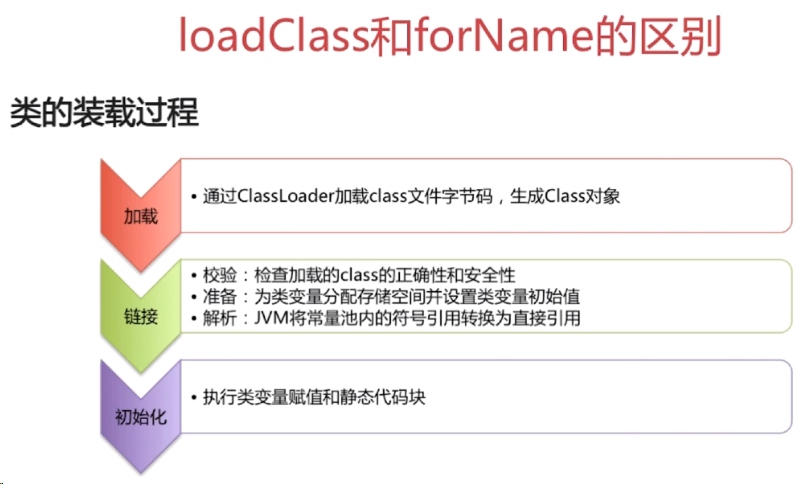 loadClass和forName的区别
类的装载过程
加载
• 通过ClassLoader加载class文件字节码，生成Class对象
链接
• 校验：检查加载的class的正确性和安全性
• 准备：为类变量分配存储空间并设置类变量初始值
• 解析：JVM将常量池内的符号引用转换为直接引用
初始化
• 执行类变量赋值和静态代码块